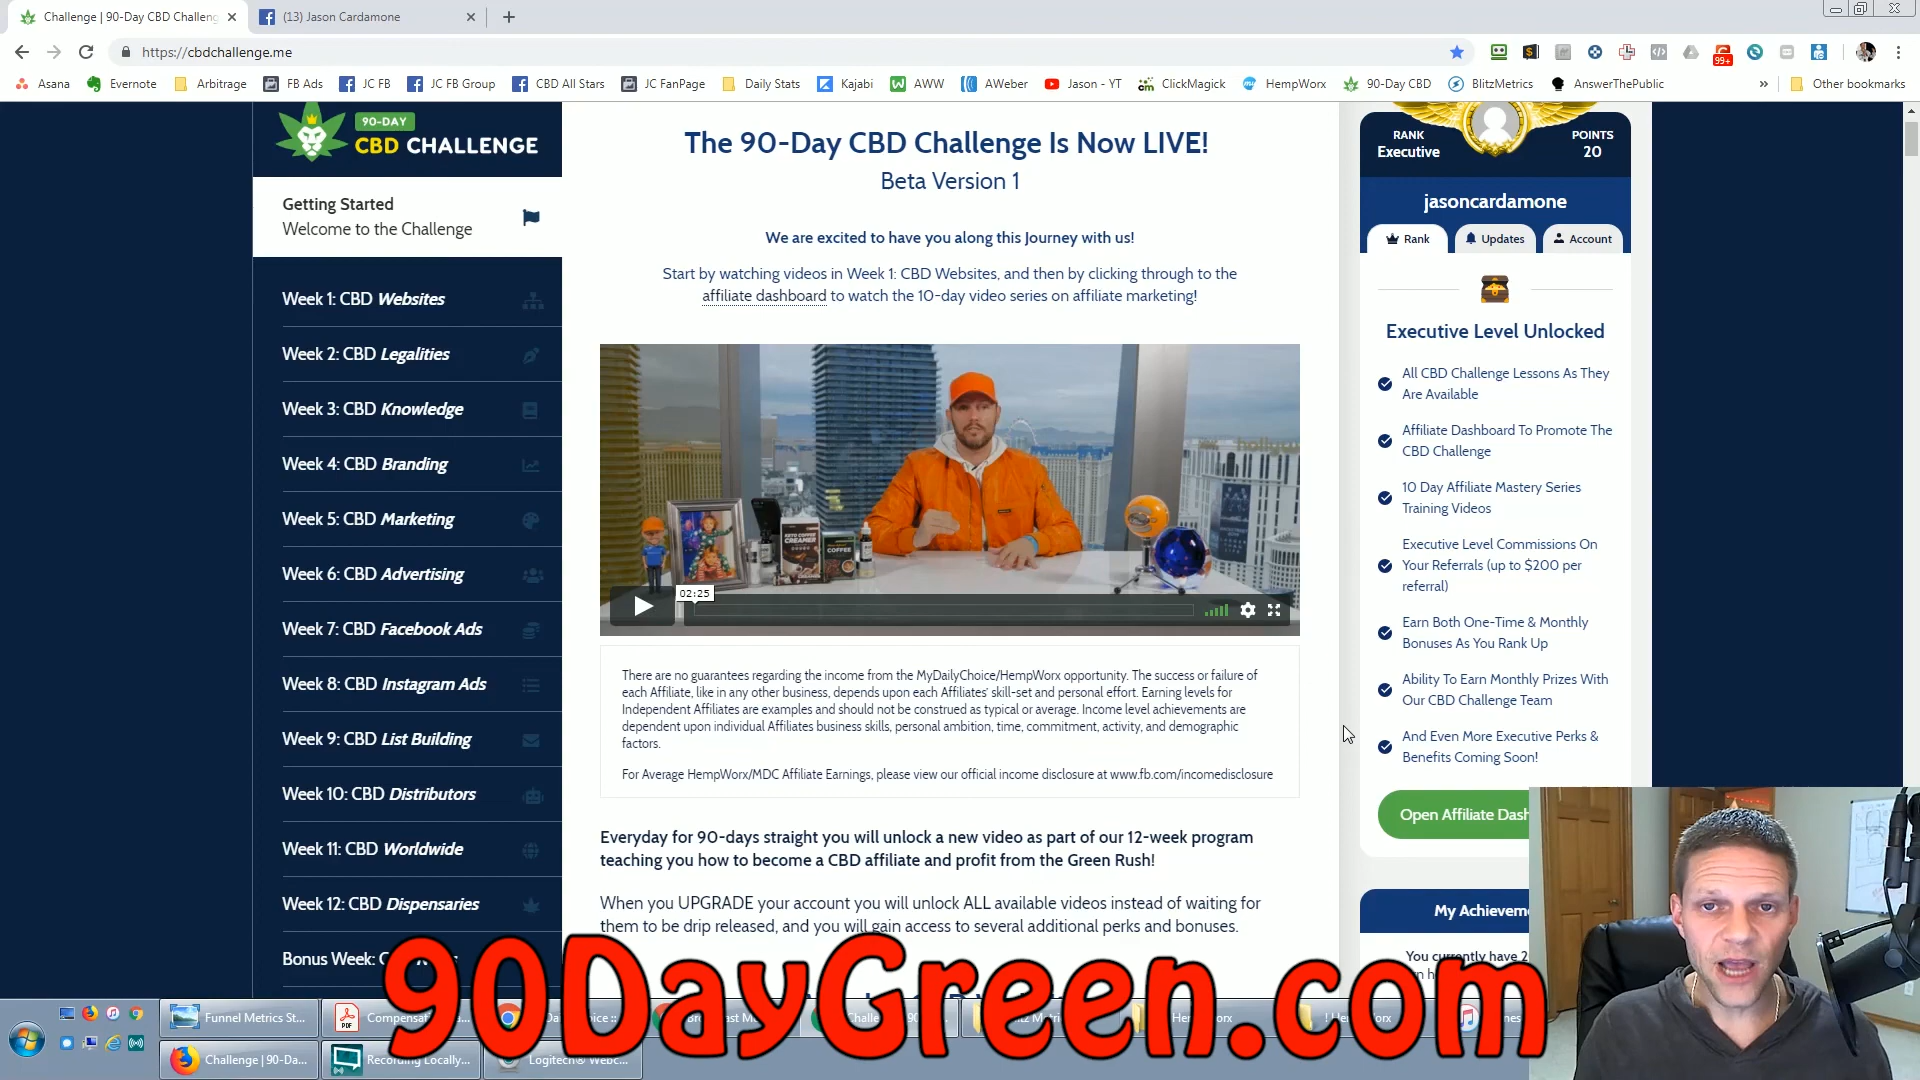 Challenge | 90-Day CBD Challeng
(13) Jason Cardamone
https://cbdchallenge.me
99+
Asana
Evernote
Arbitrage
FB Ads
JC FB
JC FB Group
CBD All Stars
JC FanPage
Daily Stats
Kajabi
AWW
AWeber
Jason - YT
ClickMagick
HempWorx
90-Day CBD
BlitzMetrics
AnswerThePublic
»
Other bookmarks
90-DAY
CBD CHALLENGE
Getting Started
Welcome to the Challenge
Week 1: CBD Websites
Week 2: CBD Legalities
Week 3: CBD Knowledge
Week 4: CBD Branding
Week 5: CBD Marketing
Week 6: CBD Advertising
Week 7: CBD Facebook Ads
Week 8: CBD Instagram Ads
Week 9: CBD List Building
Week 10: CBD Distributors
Week 11: CBD Worldwide
Week 12: CBD Dispensaries
Bonus Week:
The 90-Day CBD Challenge Is Now LIVE!
Beta Version 1
We are excited to have you along this Journey with us!
Start by watching videos in Week 1: CBD Websites, and then by clicking through to the
affiliate dashboard to watch the 10-day video series on affiliate marketing!
KETO COFFEE
CREAMER
COFFEE
02:25
There are no guarantees regarding the income from the MyDailyChoice/HempWorx opportunity. The success or failure of
each Affiliate, like in any other business, depends upon each Affiliates' skill-set and personal effort. Earning levels for
Independent Affiliates are examples and should not be construed as typical or average. Income level achievements are
dependent upon individual Affiliates business skills, personal ambition, time, commitment, activity, and demographic
factors.
For Average HempWorx/MDC Affiliate Earnings, please view our official income disclosure at www.fb.com/incomedisclosure
Everyday for 90-days straight you will unlock a new video as part of our 12-week program
teaching you how to become a CBD affiliate and profit from the Green Rush!
When you UPGRADE your account you will unlock ALL available videos instead of waiting for
them to be drip released, and you will gain access to several additional perks and bonuses.
RANK
Executive
POINTS
20
jasoncardamone
Rank
Updates
Account
Executive Level Unlocked
All CBD Challenge Lessons As They
Are Available
Affiliate Dashboard To Promote The
CBD Challenge
10 Day Affiliate Mastery Series
Training Videos
Executive Level Commissions On
Your Referrals (up to $200 per
referral)
Earn Both One-Time & Monthly
Bonuses As You Rank Up
Ability To Earn Monthly Prizes With
Our CBD Challenge Team
And Even More Executive Perks &
Benefits Coming Soon!
Open Affiliate Dash
My Achieveme
You currently have 2
90DayGreen.com
Funnel Metrics St...
Challenge | 90-Da...
Recording Locally...
Logitech® Webc...